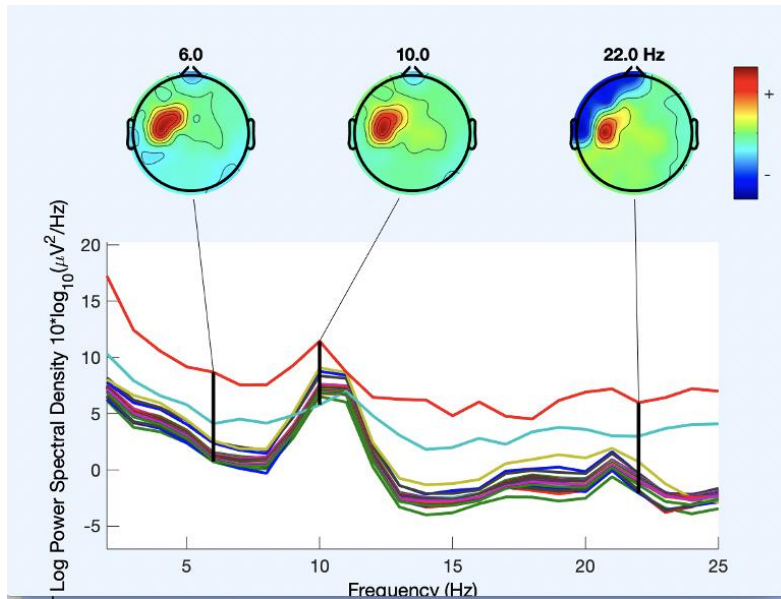 6.0 10.0 22.0 Hz
+
-
Log Power Spectral Density 10*log10(μV2/Hz)
20
15
10
5
0
-5
5 10 15 20 25
Frequency (Hz)